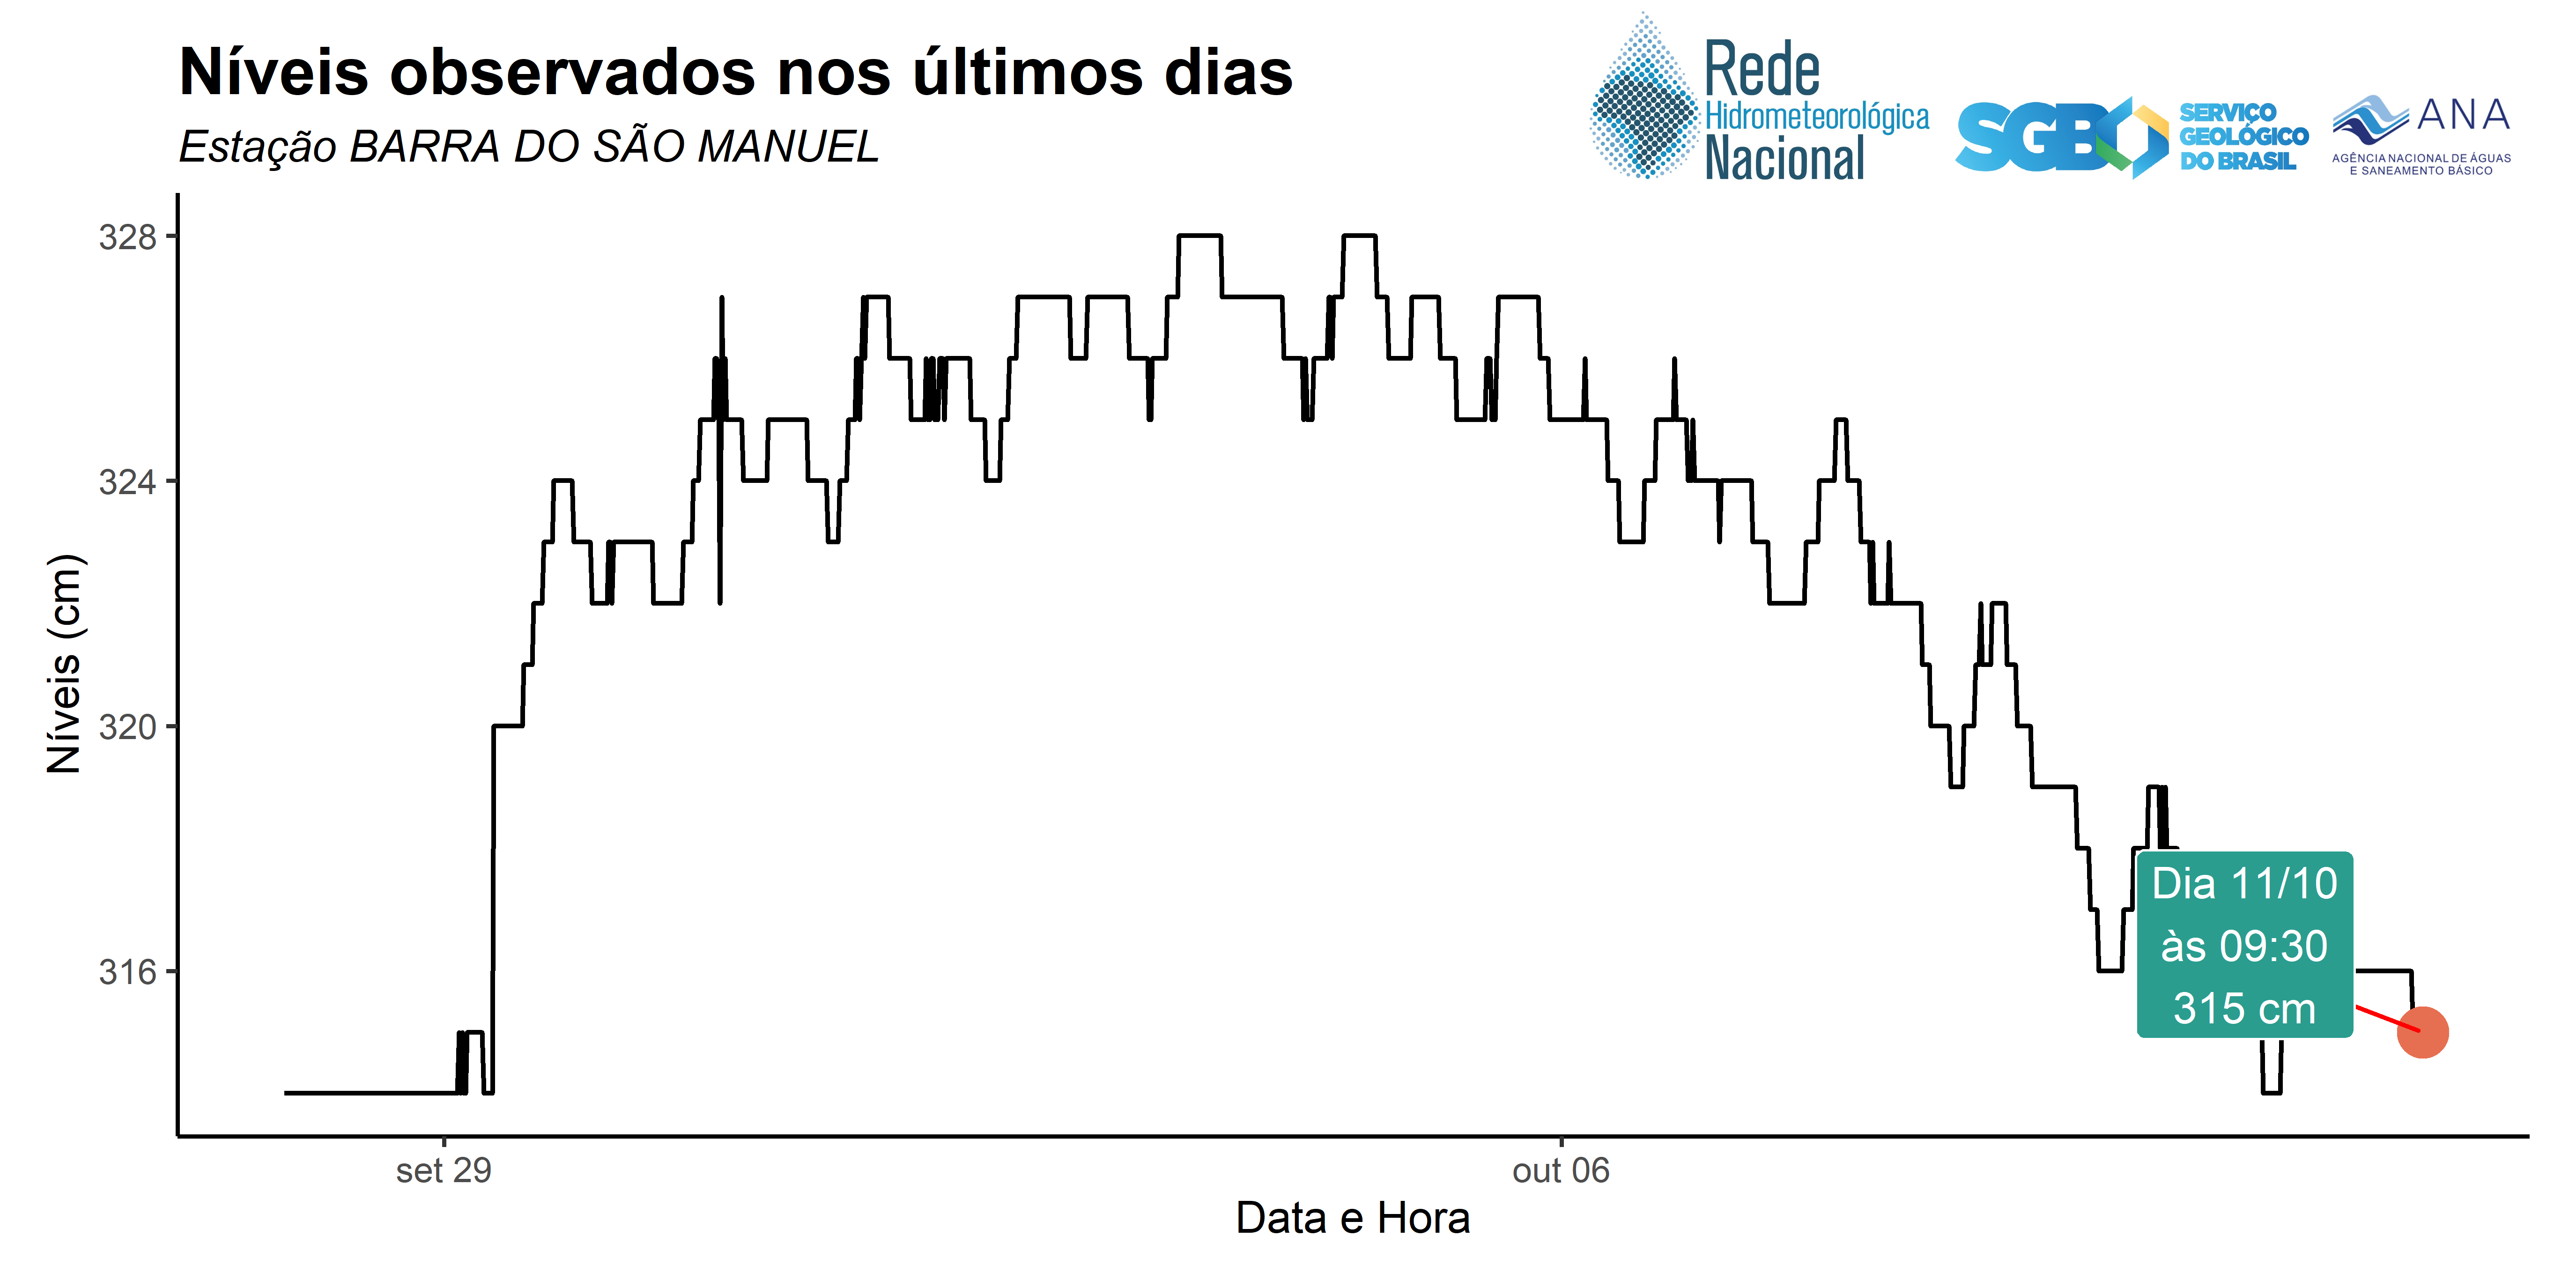 Níveis observados nos últimos dias
Estação BARRA DO SÃO MANUEL
Rede
Hidrometeorológica
Nacional
SGB
SERVIÇO
GEOLÓGICO
DO BRASIL
ANA
AGÊNCIA NACIONAL DE ÁGUAS
E SANEAMENTO BÁSICO
Níveis (cm)
328
324
320
316
Dia 11/10
às 09:30
315 cm
set 29
out 06
Data e Hora